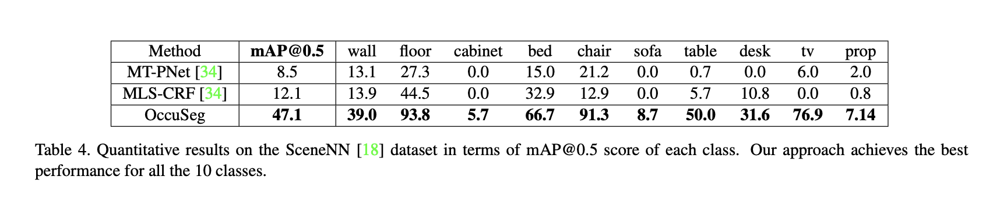 Method mAP@0.5 wall floor cabinet bed chair sofa table desk tv prop
MT-PNet [34] 8.5 13.1 27.3 0.0 15.0 21.2 0.0 0.7 0.0 6.0 2.0
MLS-CRF [34] 12.1 13.9 44.5 0.0 32.9 12.9 0.0 5.7 10.8 0.0 0.8
OccuSeg 47.1 39.0 93.8 5.7 66.7 91.3 8.7 50.0 31.6 76.9 7.14
Table 4. Quantitative results on the SceneNN [18] dataset in terms of mAP@0.5 score of each class. Our approach achieves the best
performance for all the 10 classes.